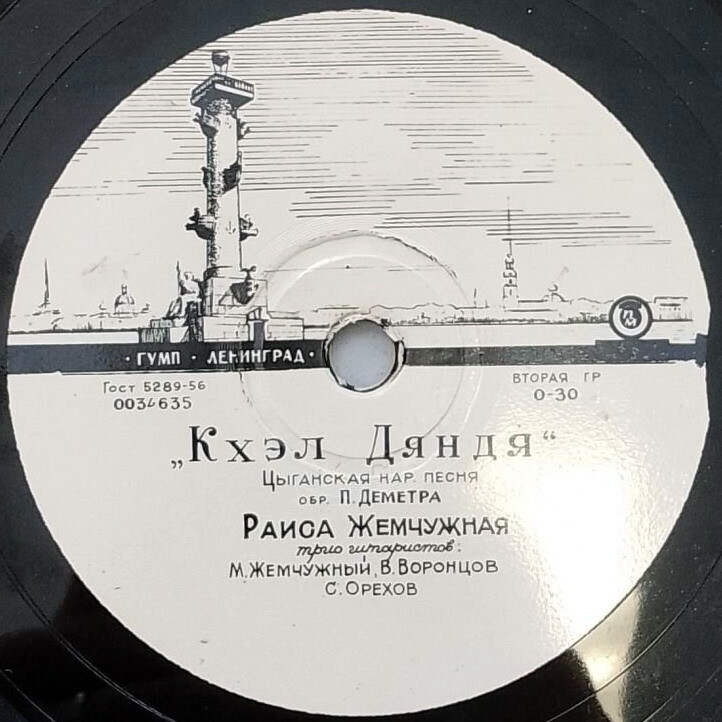 • ГУМП • ЛЕНИНГРАД •
ГОСТ 5289-56
0034635
ВТОРАЯ ГР
0-30
„Кхэл Дяндя“
ЦЫГАНСКАЯ НАР. ПЕСНЯ
ОБР. П. ДЕМЕТРА
РАИСА ЖЕМЧУЖНАЯ
трио гитаристов:
М. ЖЕМЧУЖНЫЙ, В. ВОРОНЦОВ
С. ОРЕХОВ